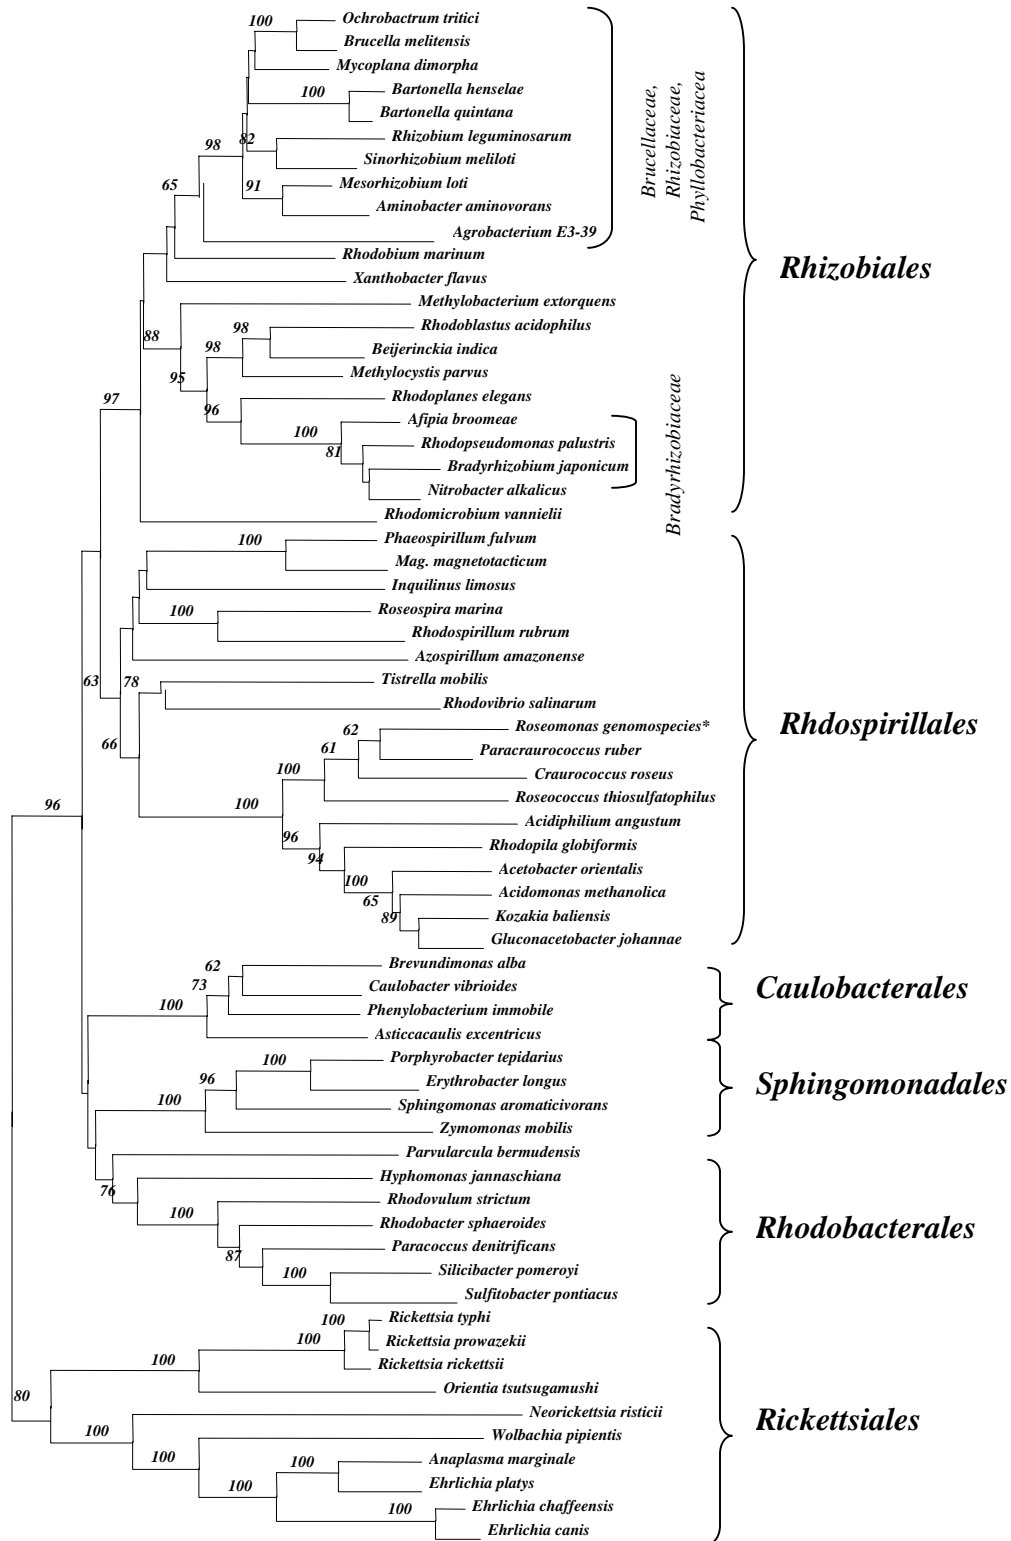 100
Ochrobactrum tritici
Brucella melitensis
Mycoplana dimorpha
100
Bartonella henselae
Bartonella quintana
82
Rhizobium leguminosarum
98
Sinorhizobium meliloti
65
91
Mesorhizobium loti
Aminobacter aminovorans
Agrobacterium E3-39
Brucellaceae,
Rhizobiaceae,
Phyllobacteriacea
Rhodobium marinum
Rhizobiales
Xanthobacter flavus
Methylobacterium extorquens
88
98
Rhodoblastus acidophilus
98
Beijerinckia indica
95
Methylocystis parvus
97
96
Rhodoplanes elegans
100
Afipia broomeae
81
Rhodopseudomonas palustris
Bradyrhizobium japonicum
Nitrobacter alkalicus
Bradyrhizobiaceae
Rhodomicrobium vannielii
100
Phaeospirillum fulvum
Mag. magnetotacticum
Inquilinus limosus
100
Roseospira marina
Rhodospirillum rubrum
Azospirillum amazonense
63
78
Tistrella mobilis
Rhodovibrio salinarum
66
62
Roseomonas genomospecies*
Rhdospirillales
61
Paracraurococcus ruber
100
Craurococcus roseus
96
100
Roseococcus thiosulfatophilus
96
Acidiphilium angustum
94
Rhodopila globiformis
100
Acetobacter orientalis
65
Acidomonas methanolica
89
Kozakia baliensis
Gluconacetobacter johannae
62
Brevundimonas alba
73
Caulobacter vibrioides
Caulobacterales
100
Phenylobacterium immobile
Asticcacaulis excentricus
100
Porphyrobacter tepidarius
96
Erythrobacter longus
Sphingomonadales
100
Sphingomonas aromaticivorans
Zymomonas mobilis
Parvularcula bermudensis
76
Hyphomonas jannaschiana
100
Rhodovulum strictum
Rhodobacter sphaeroides
Rhodobacterales
87
Paracoccus denitrificans
100
Silicibacter pomeroyi
Sulfitobacter pontiacus
100
Rickettsia typhi
100
Rickettsia prowazekii
100
Rickettsia rickettsii
80
Orientia tsutsugamushi
Neorickettsia risticii
Rickettsiales
100
Wolbachia pipientis
100
100
Anaplasma marginale
100
Ehrlichia platys
100
Ehrlichia chaffeensis
Ehrlichia canis